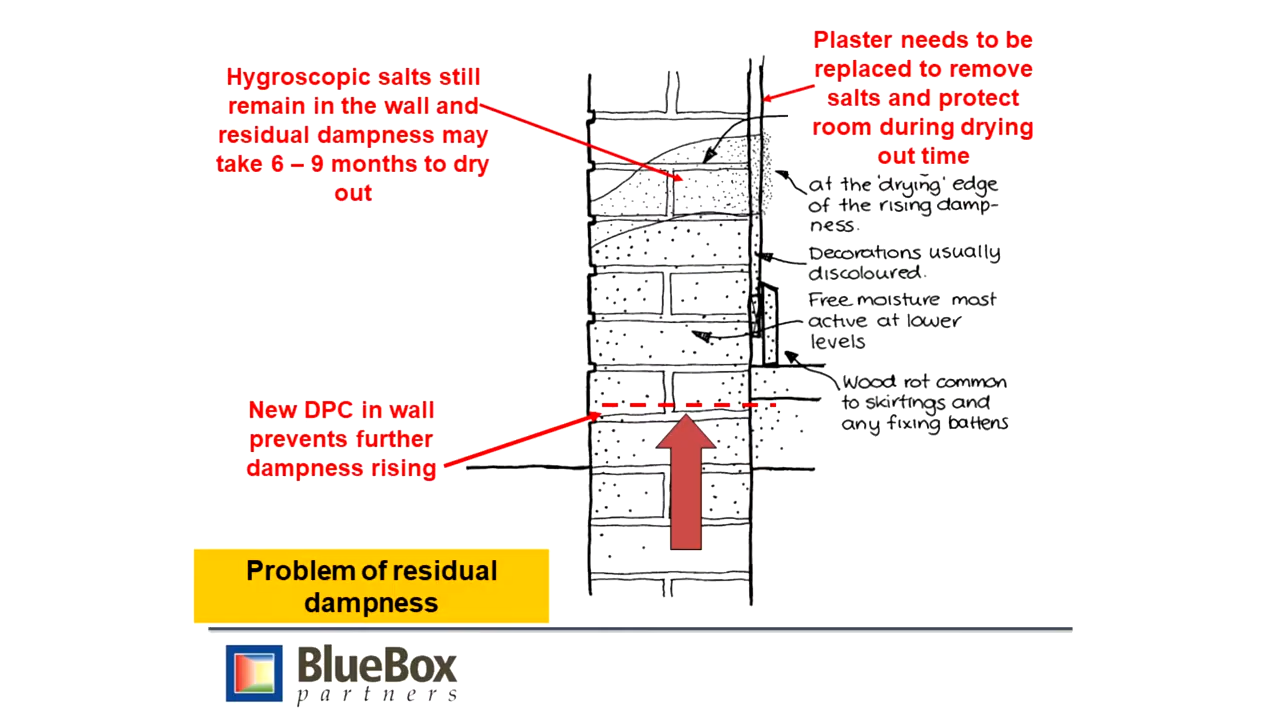 Hygroscopic salts still
remain in the wall and
residual dampness may
take 6 – 9 months to dry
out
Plaster needs to be
replaced to remove
salts and protect
room during drying
out time
at the 'drying' edge
of the rising damp-
ness.
Decorations usually
discoloured.
Free moisture most
active at lower
levels
Wood rot common
to skirtings and
any fixing battens
New DPC in wall
prevents further
dampness rising
Problem of residual
dampness
BlueBox
partners